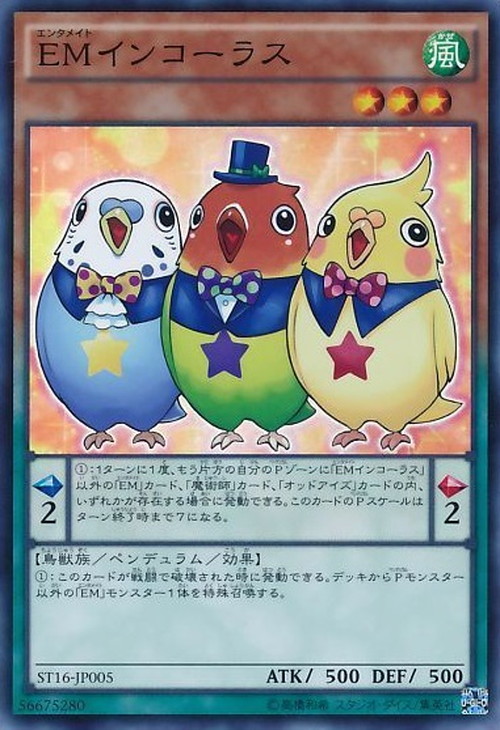 エンタメイト
EMインコーラス
かぜ
風
①:1ターンに1度、もう片方の自分のPゾーンに「EMインコーラス」
以外の「EM」カード、「魔術師」カード、「オッドアイズ」カードの内、
いずれかが存在する場合に発動できる。このカードのPスケールは
ターン終了時まで7になる。
2
2
【鳥獣族/ペンデュラム/効果】
①:このカードが戦闘で破壊された時に発動できる。デッキからPモンスター
以外の「EM」モンスター1体を特殊召喚する。
ST16-JP005
ATK/ 500 DEF/ 500
56675280
©高橋和希 スタジオ・ダイス/集英社